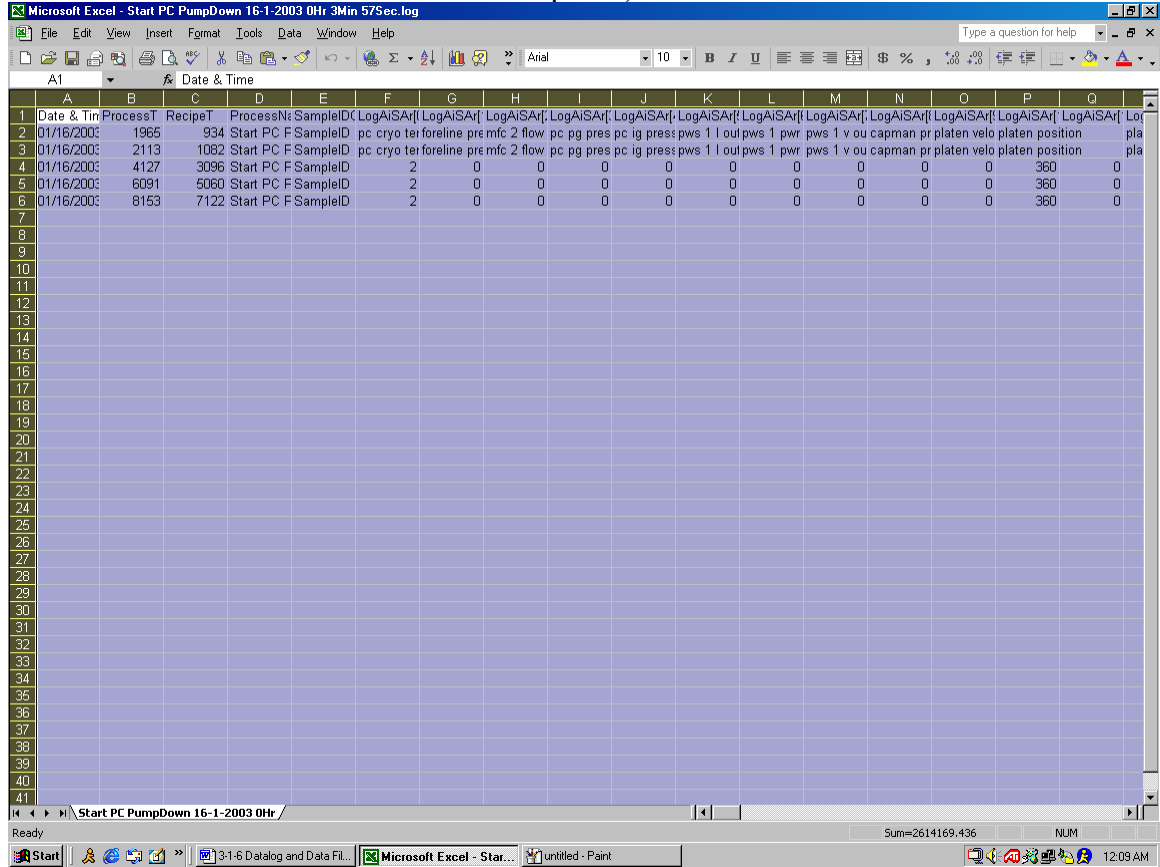 Microsoft Excel - Start PC PumpDown 16-1-2003 0Hr 3Min 57Sec.log
File Edit View Insert Format Tools Data Window Help Type a question for help
Arial 10 B I U $ % ,
A1 fx Date & Time
A B C D E F G H I J K L M N O P Q
1 Date & Tim ProcessT RecipeT ProcessNa SampleID( LogAiSAr[( LogAiSAr[' LogAiSAr[: LogAiSAr[: LogAiSAr[4 LogAiSAr[! LogAiSAr[( LogAiSAr[ LogAiSAr[( LogAiSAr[! LogAiSAr[' LogAiSAr[' Log
2 01/16/2003 1965 934 Start PC P SampleID pc cryo ter foreline pre mfc 2 flow pc pg pres pc ig press pws 1 I out pws 1 pwr pws 1 v ou capman pr platen velo platen position pla
3 01/16/2003 2113 1082 Start PC P SampleID pc cryo ter foreline pre mfc 2 flow pc pg pres pc ig press pws 1 I out pws 1 pwr pws 1 v ou capman pr platen velo platen position pla
4 01/16/2003 4127 3096 Start PC P SampleID 2 0 0 0 0 0 0 0 0 0 360 0
5 01/16/2003 6091 5060 Start PC P SampleID 2 0 0 0 0 0 0 0 0 0 360 0
6 01/16/2003 8153 7122 Start PC P SampleID 2 0 0 0 0 0 0 0 0 0 360 0
7
8
9
10
11
12
13
14
15
16
17
18
19
20
21
22
23
24
25
26
27
28
29
30
31
32
33
34
35
36
37
38
39
40
41
Start PC PumpDown 16-1-2003 0Hr
Ready Sum=2614169.436 NUM
Start 3-1-6 Datalog and Data Fil... Microsoft Excel - Star... untitled - Paint 12:09 AM